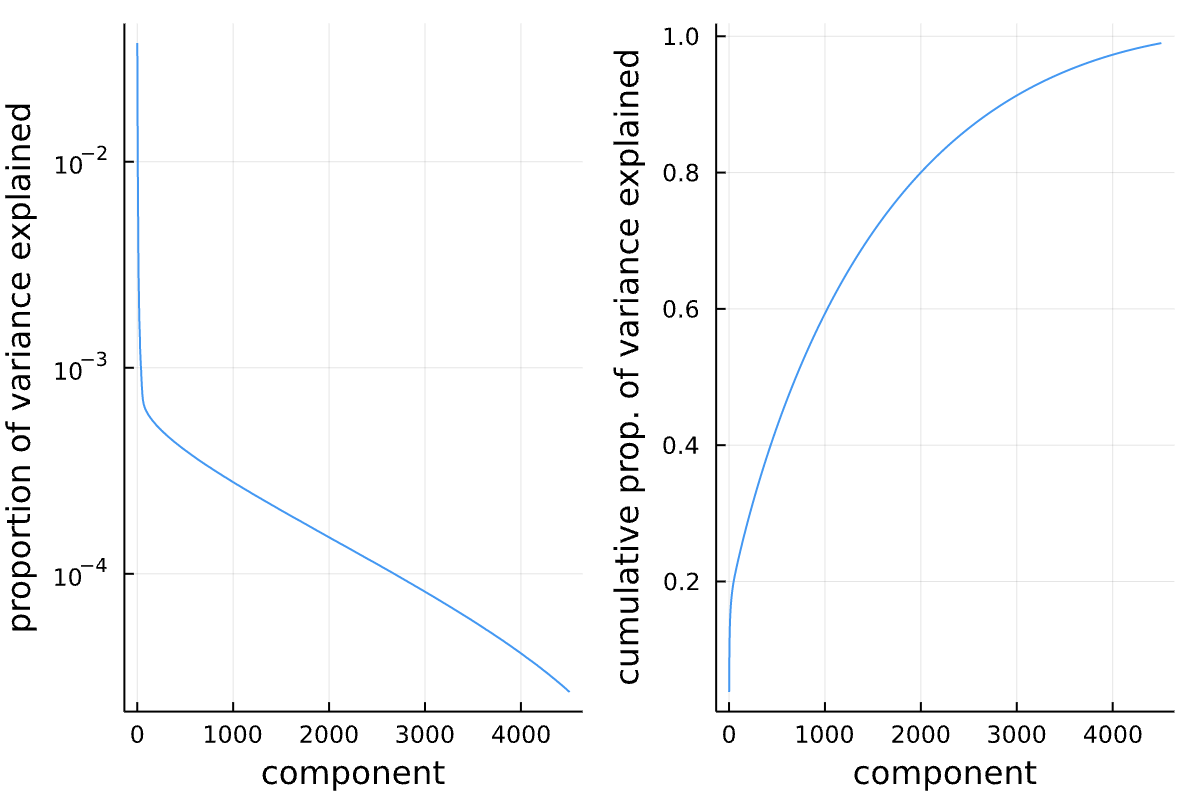 proportion of variance explained
10−2
10−3
10−4
0 1000 2000 3000 4000
component
cumulative prop. of variance explained
1.0
0.8
0.6
0.4
0.2
0 1000 2000 3000 4000
component